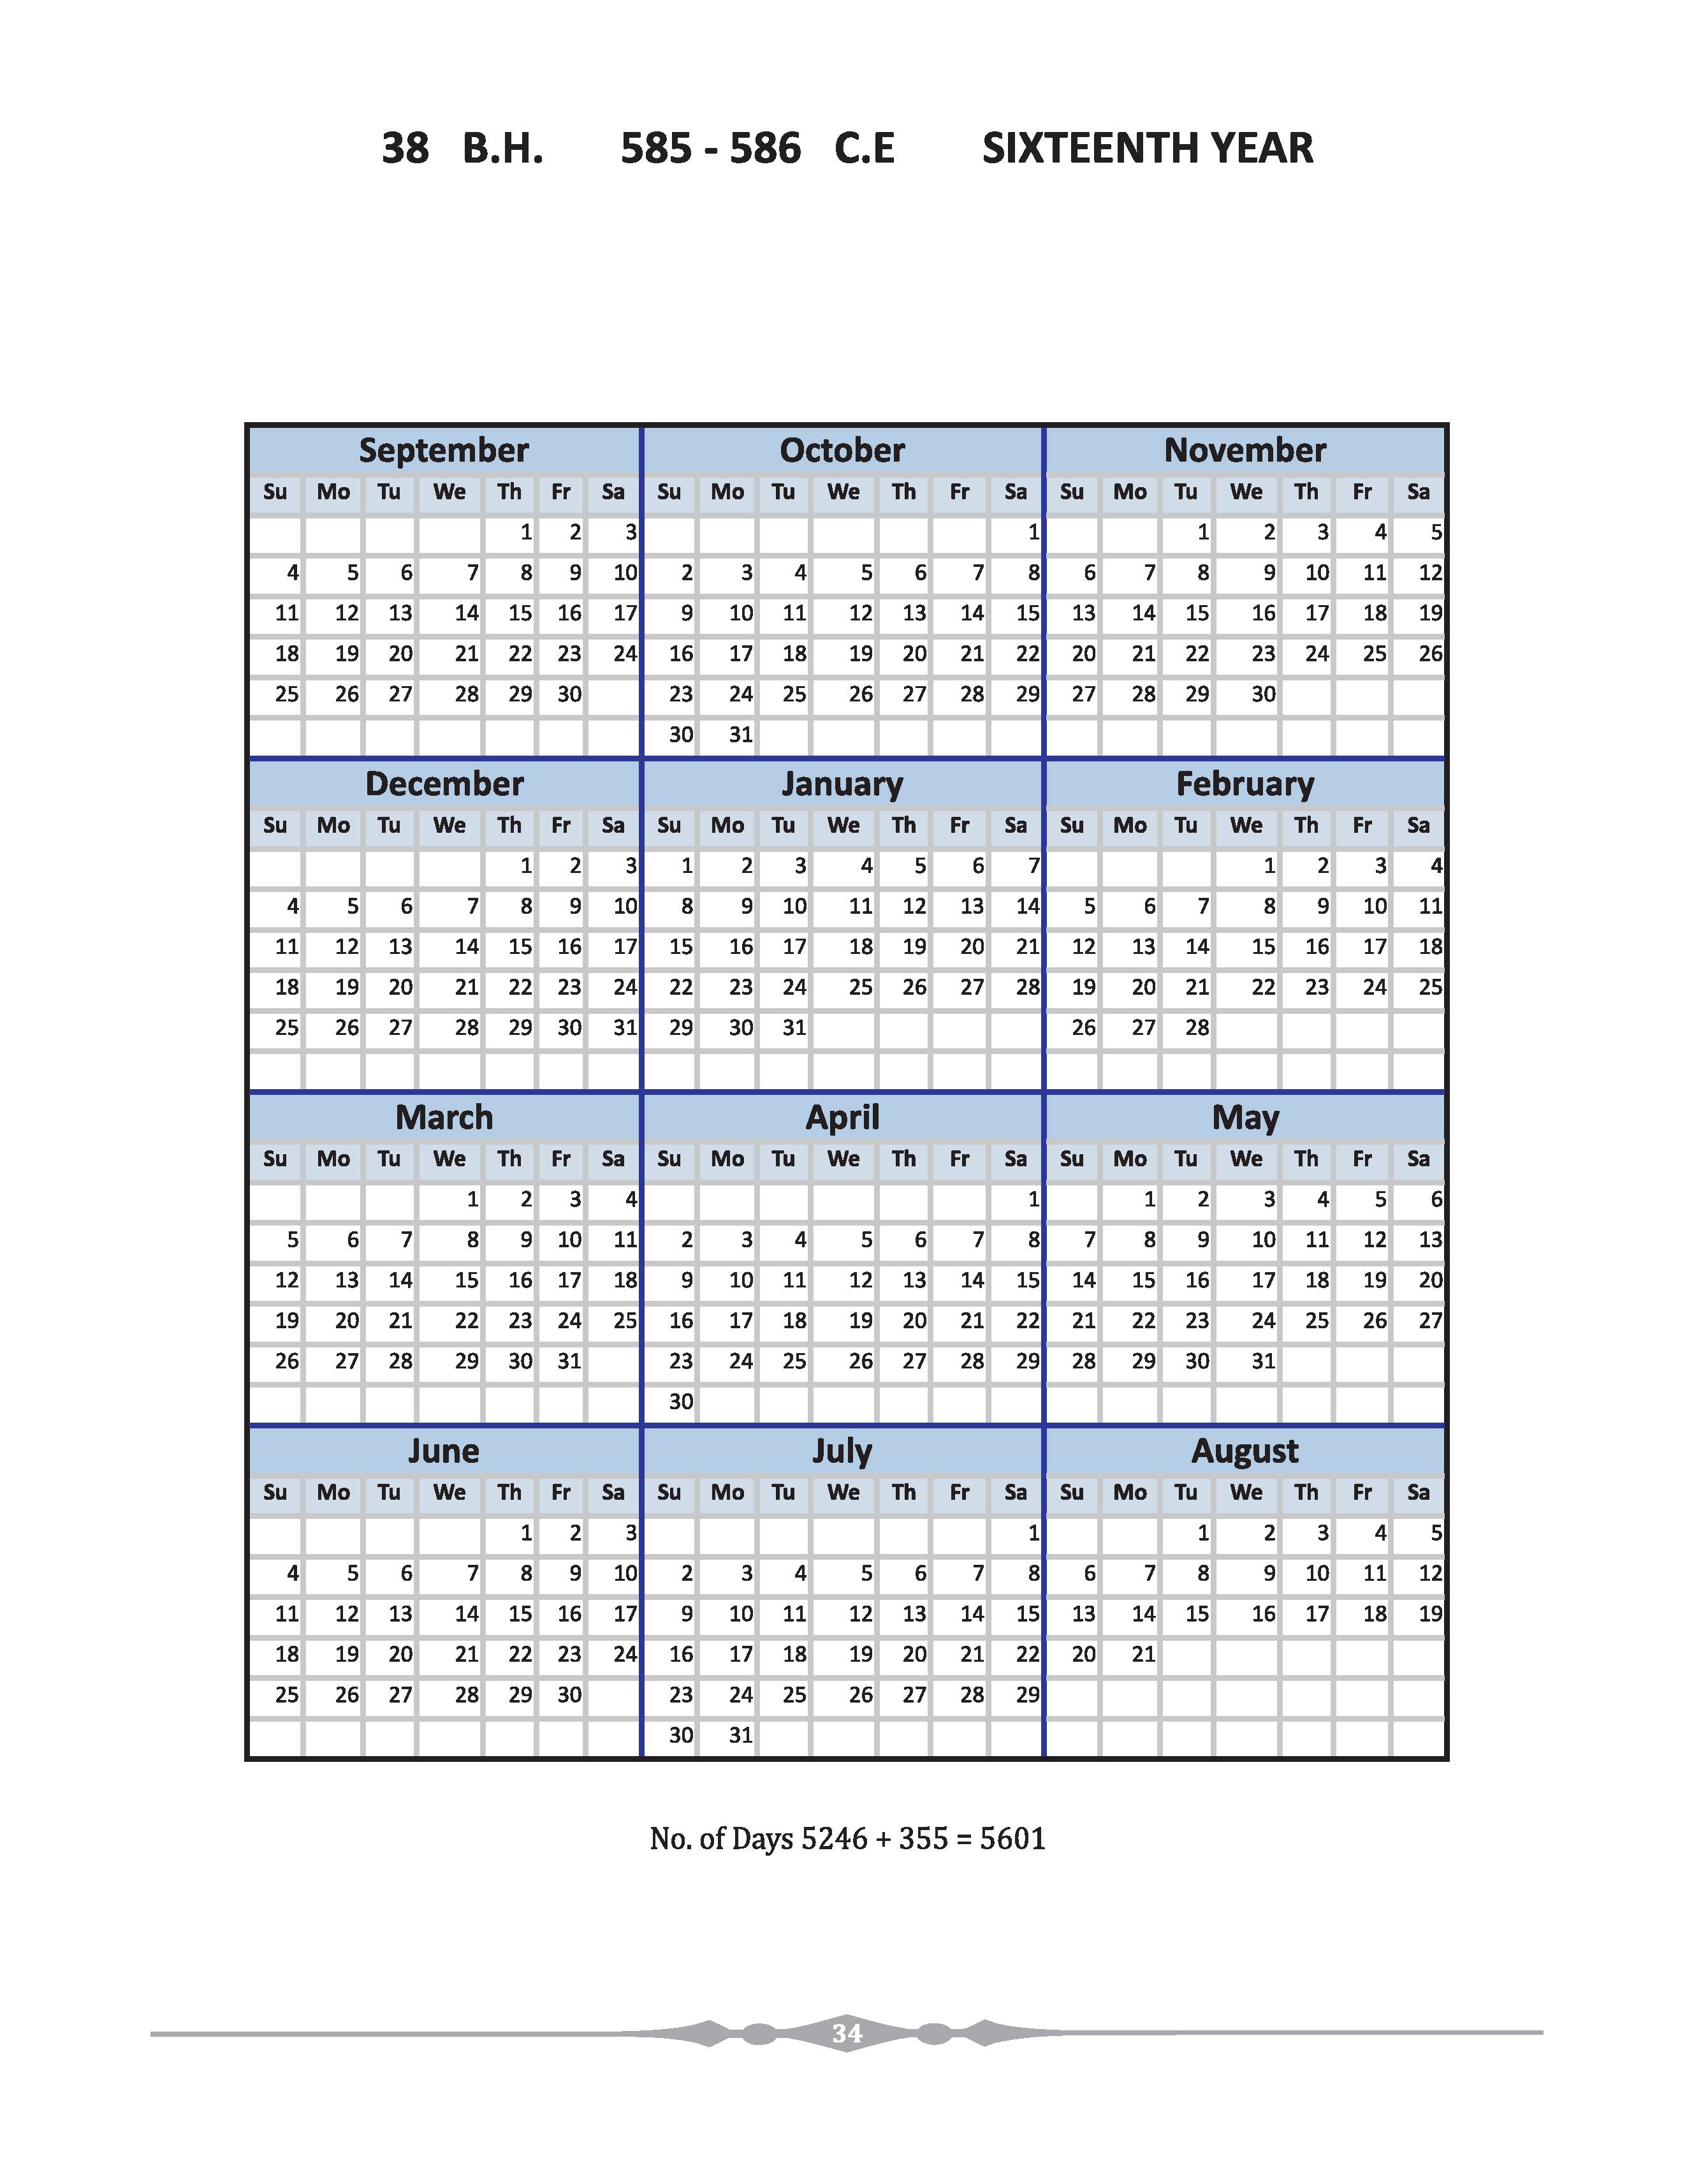 38 B.H. 585 - 586 C.E SIXTEENTH YEAR
September October November
Su Mo Tu We Th Fr Sa Su Mo Tu We Th Fr Sa Su Mo Tu We Th Fr Sa
1 2 3 1 1 2 3 4 5
4 5 6 7 8 9 10 2 3 4 5 6 7 8 6 7 8 9 10 11 12
11 12 13 14 15 16 17 9 10 11 12 13 14 15 13 14 15 16 17 18 19
18 19 20 21 22 23 24 16 17 18 19 20 21 22 20 21 22 23 24 25 26
25 26 27 28 29 30 23 24 25 26 27 28 29 27 28 29 30
30 31
December January February
Su Mo Tu We Th Fr Sa Su Mo Tu We Th Fr Sa Su Mo Tu We Th Fr Sa
1 2 3 1 2 3 4 5 6 7 1 2 3 4
4 5 6 7 8 9 10 8 9 10 11 12 13 14 5 6 7 8 9 10 11
11 12 13 14 15 16 17 15 16 17 18 19 20 21 12 13 14 15 16 17 18
18 19 20 21 22 23 24 22 23 24 25 26 27 28 19 20 21 22 23 24 25
25 26 27 28 29 30 31 29 30 31 26 27 28
March April May
Su Mo Tu We Th Fr Sa Su Mo Tu We Th Fr Sa Su Mo Tu We Th Fr Sa
1 2 3 4 1 1 2 3 4 5 6
5 6 7 8 9 10 11 2 3 4 5 6 7 8 7 8 9 10 11 12 13
12 13 14 15 16 17 18 9 10 11 12 13 14 15 14 15 16 17 18 19 20
19 20 21 22 23 24 25 16 17 18 19 20 21 22 21 22 23 24 25 26 27
26 27 28 29 30 31 23 24 25 26 27 28 29 28 29 30 31
30
June July August
Su Mo Tu We Th Fr Sa Su Mo Tu We Th Fr Sa Su Mo Tu We Th Fr Sa
1 2 3 1 1 2 3 4 5
4 5 6 7 8 9 10 2 3 4 5 6 7 8 6 7 8 9 10 11 12
11 12 13 14 15 16 17 9 10 11 12 13 14 15 13 14 15 16 17 18 19
18 19 20 21 22 23 24 16 17 18 19 20 21 22 20 21
25 26 27 28 29 30 23 24 25 26 27 28 29
30 31
No. of Days 5246 + 355 = 5601
34